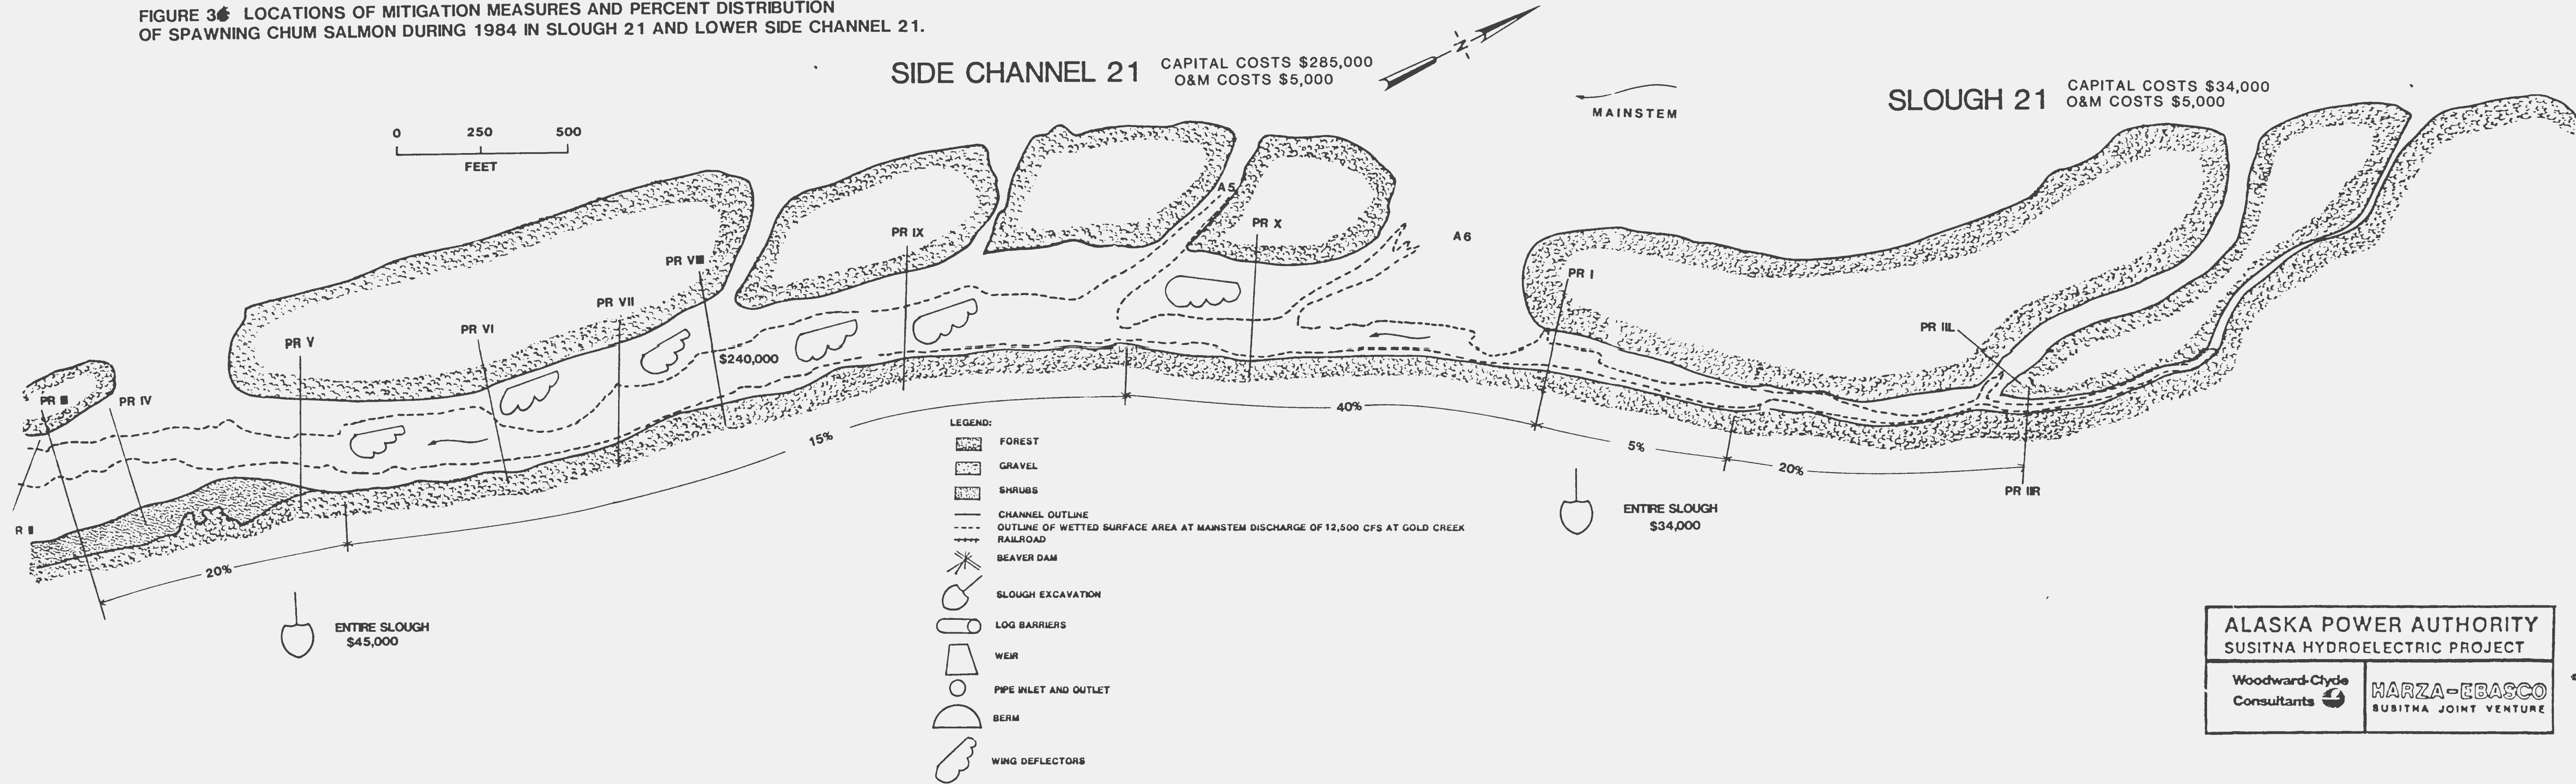 FIGURE 3 LOCATIONS OF MITIGATION MEASURES AND PERCENT DISTRIBUTION
OF SPAWNING CHUM SALMON DURING 1984 IN SLOUGH 21 AND LOWER SIDE CHANNEL 21.
SIDE CHANNEL 21
CAPITAL COSTS $285,000
O&M COSTS $5,000
N
MAINSTEM
SLOUGH 21
CAPITAL COSTS $34,000
O&M COSTS $5,000
0 250 500
FEET
A5
A6
PR X
PR IX
PR I
PR VII
PR VI
PR V
$240,000
PR IIL
PR IV
40%
15%
5%
20%
PR IIR
R II
20%
ENTIRE SLOUGH
$34,000
ENTIRE SLOUGH
$45,000
LEGEND:
FOREST
GRAVEL
SHRUBS
CHANNEL OUTLINE
OUTLINE OF WETTED SURFACE AREA AT MAINSTEM DISCHARGE OF 12,500 CFS AT GOLD CREEK
RAILROAD
BEAVER DAM
SLOUGH EXCAVATION
LOG BARRIERS
WEIR
PIPE INLET AND OUTLET
BERM
WING DEFLECTORS
ALASKA POWER AUTHORITY
SUSITNA HYDROELECTRIC PROJECT
Woodward-Clyde
Consultants
HARZA-EBASCO
SUSITNA JOINT VENTURE